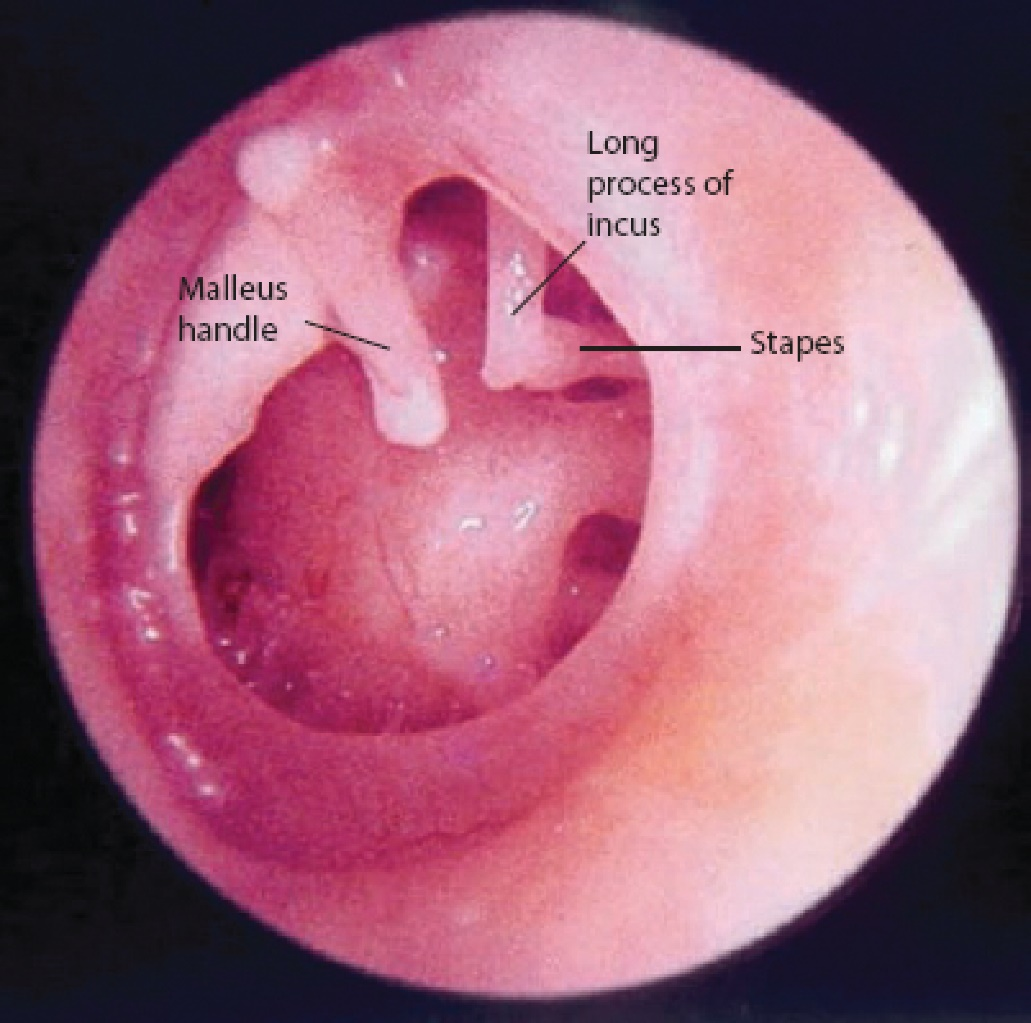 Long
process of
incus
Malleus
handle
Stapes